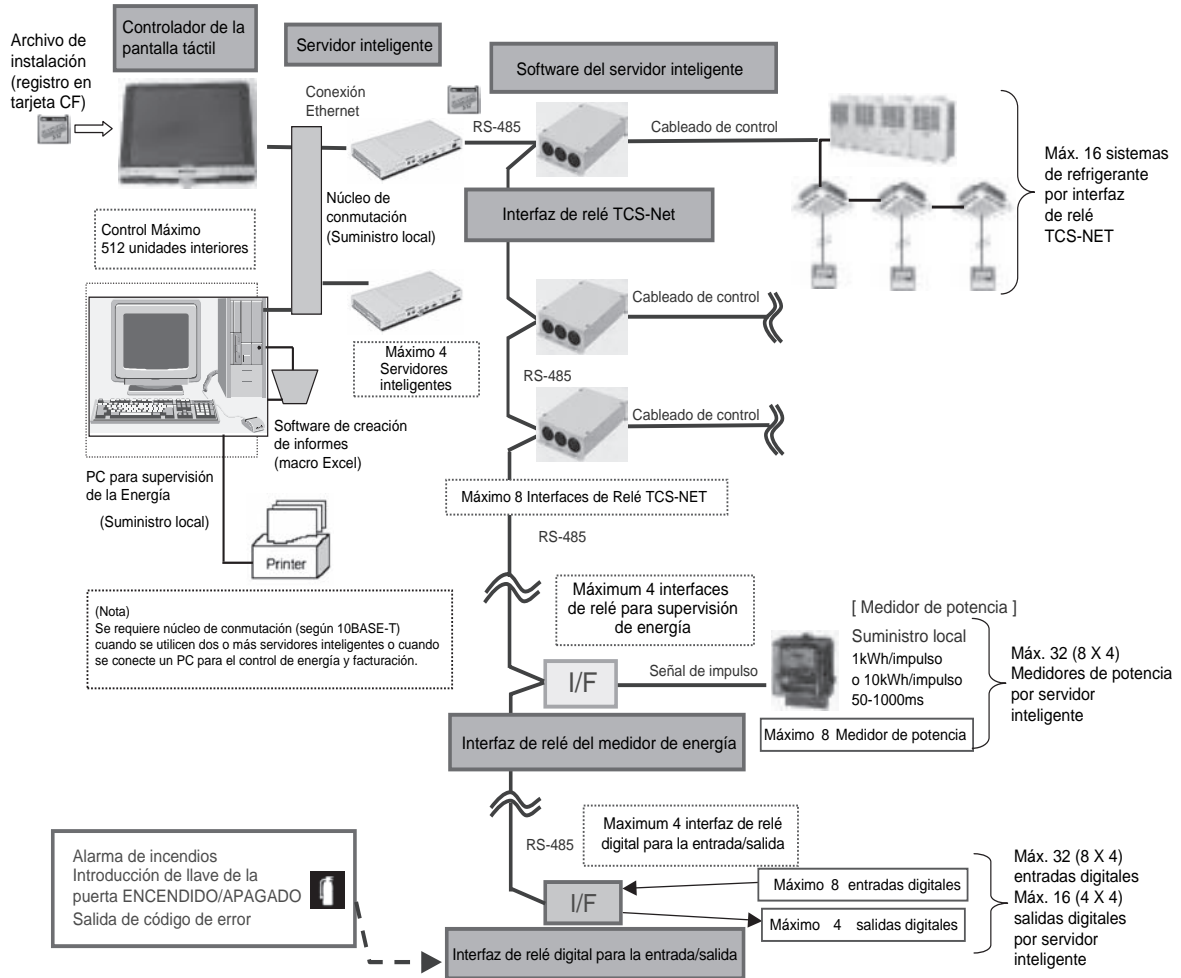 Archivo de
instalación
(registro en
tarjeta CF)
Controlador de la
pantalla táctil
Servidor inteligente
Software del servidor inteligente
Conexión
Ethernet
RS-485
Cableado de control
Máx. 16 sistemas
de refrigerante
por interfaz
de relé
TCS-NET
Control Máximo
512 unidades interiores
Núcleo de
conmutación
(Suministro local)
Interfaz de relé TCS-Net
Cableado de control
Máximo 4
Servidores
inteligentes
RS-485
Cableado de control
Software de creación
de informes
(macro Excel)
PC para supervisión
de la Energía
(Suministro local)
Printer
Máximo 8 Interfaces de Relé TCS-NET
RS-485
(Nota)
Se requiere núcleo de conmutación (según 10BASE-T)
cuando se utilicen dos o más servidores inteligentes o cuando
se conecte un PC para el control de energía y facturación.
Máximum 4 interfaces
de relé para supervisión
de energía
[ Medidor de potencia ]
Suministro local
1kWh/impulso
o 10kWh/impulso
50-1000ms
I/F
Señal de impulso
Máximo 8 Medidor de potencia
Máx. 32 (8 X 4)
Medidores de potencia
por servidor
inteligente
Interfaz de relé del medidor de energía
RS-485
Maximum 4 interfaz de relé
digital para la entrada/salida
Alarma de incendios
Introducción de llave de la
puerta ENCENDIDO/APAGADO
Salida de código de error
I/F
Máximo 8 entradas digitales
Máximo 4 salidas digitales
Máx. 32 (8 X 4)
entradas digitales
Máx. 16 (4 X 4)
salidas digitales
por servidor
inteligente
Interfaz de relé digital para la entrada/salida